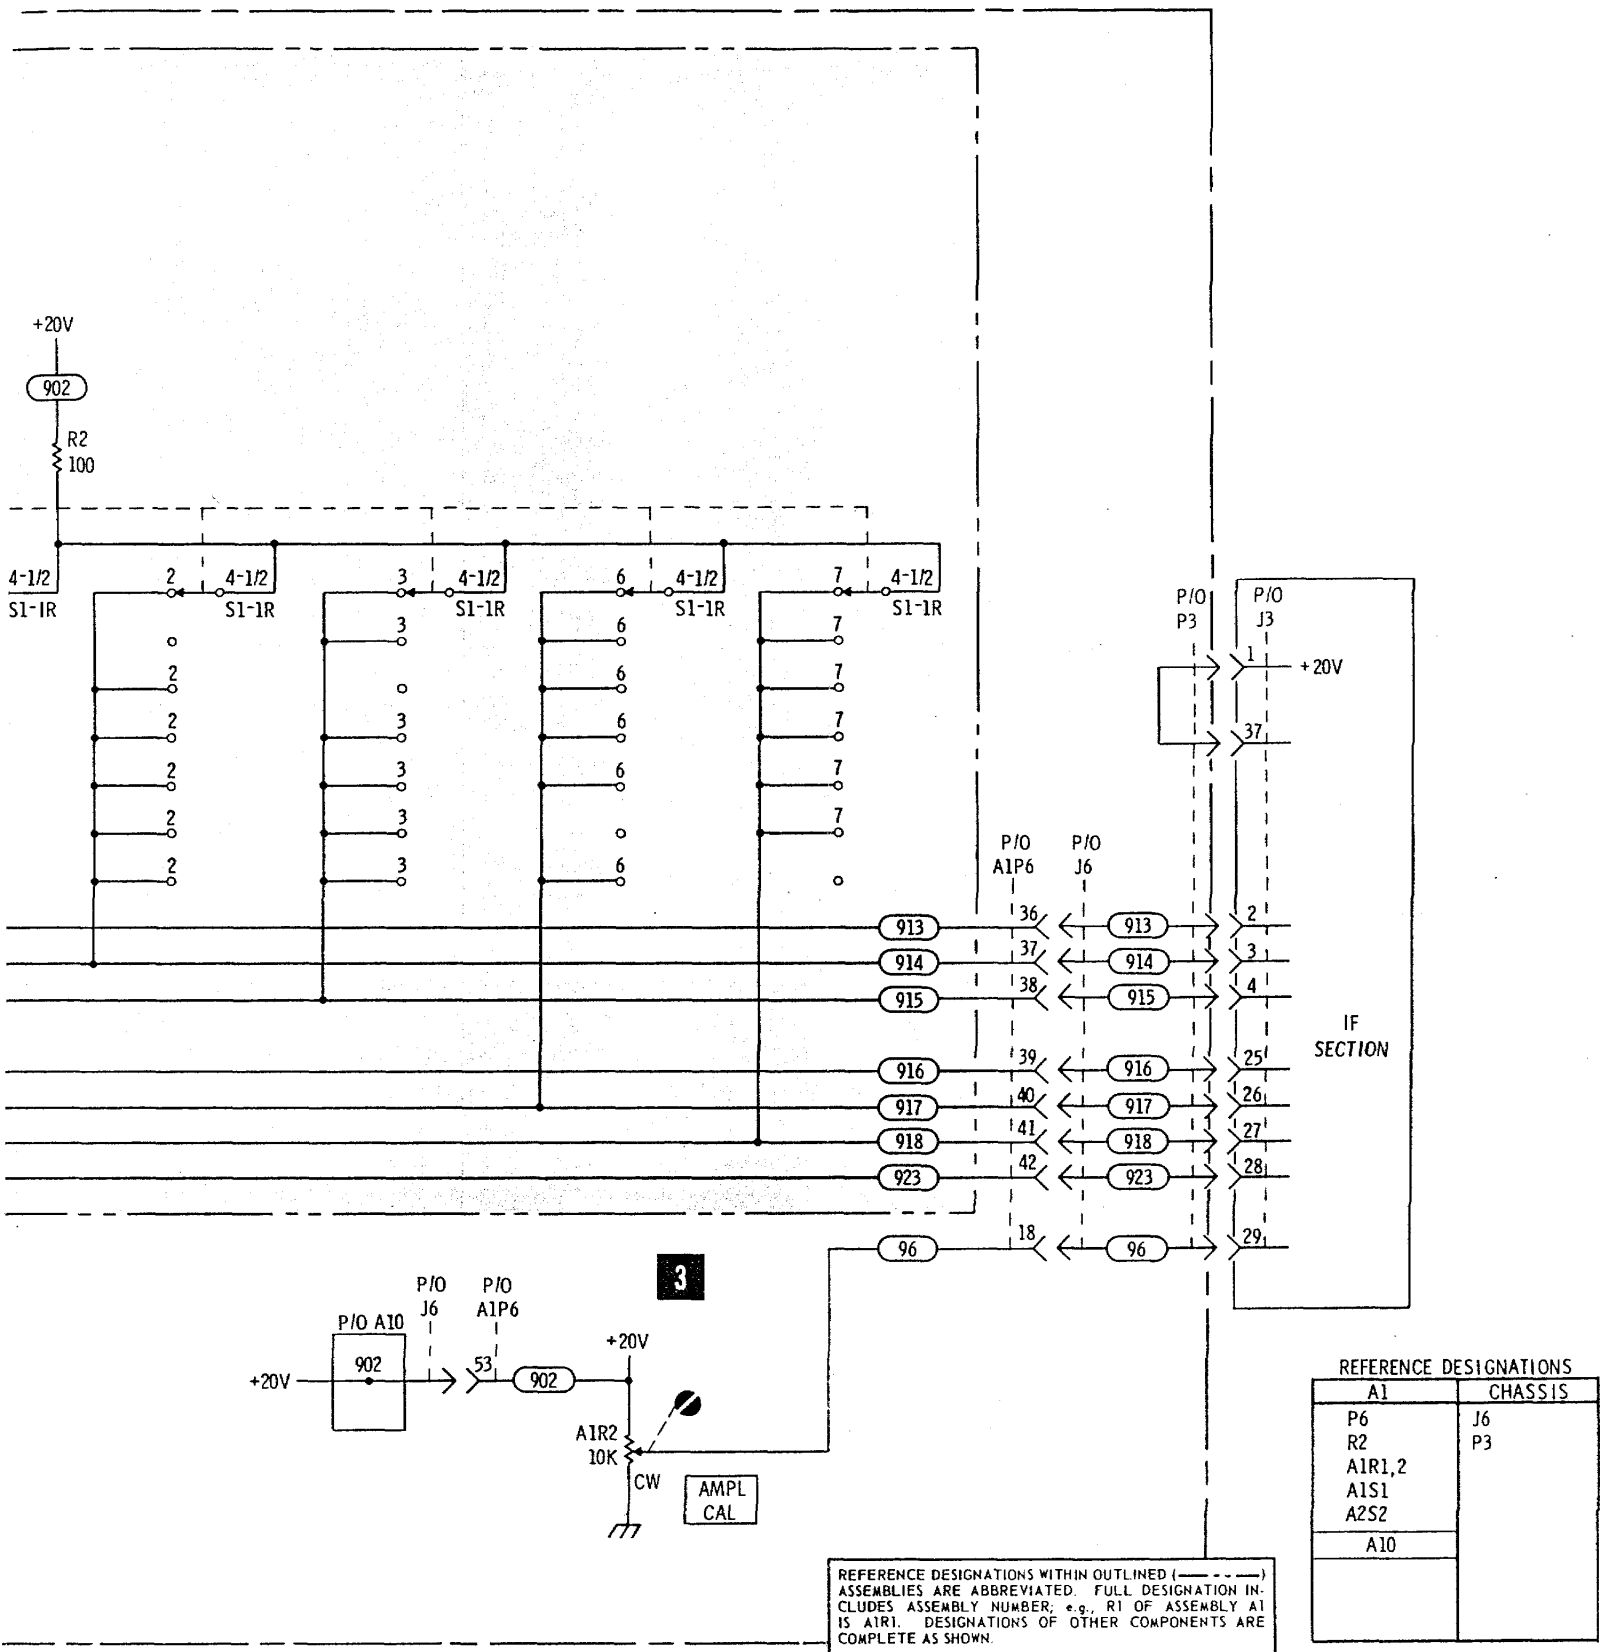 +20V
902
R2
100
4-1/2
S1-1R
2
4-1/2
S1-1R
3
4-1/2
S1-1R
6
4-1/2
S1-1R
7
4-1/2
S1-1R
3
6
7
2
6
7
2
3
6
7
2
3
6
7
2
3
7
2
3
6
P/O
P3
P/O
J3
1
+20V
37
P/O
A1P6
P/O
J6
913
36
913
2
914
37
914
3
915
38
915
4
IF
SECTION
916
39
916
25
917
40
917
26
918
41
918
27
923
42
923
28
96
18
96
29
3
P/O
J6
P/O
A1P6
P/O A10
+20V
902
53
902
+20V
A1R2
10K
CW
AMPL
CAL
REFERENCE DESIGNATIONS
A1
CHASSIS
P6
J6
R2
P3
A1R1,2
A1S1
A2S2
A10
REFERENCE DESIGNATIONS WITHIN OUTLINED (— - - —)
ASSEMBLIES ARE ABBREVIATED. FULL DESIGNATION IN-
CLUDES ASSEMBLY NUMBER; e.g., R1 OF ASSEMBLY A1
IS A1R1. DESIGNATIONS OF OTHER COMPONENTS ARE
COMPLETE AS SHOWN.